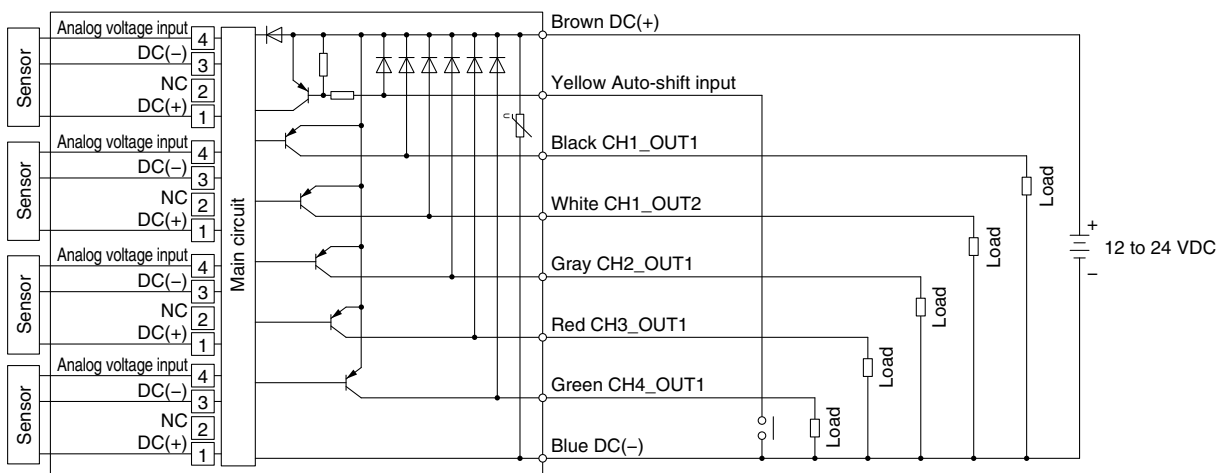 Sensor
Analog voltage input 4
DC(−) 3
NC 2
DC(+) 1
Sensor
Analog voltage input 4
DC(−) 3
NC 2
DC(+) 1
Sensor
Analog voltage input 4
DC(−) 3
NC 2
DC(+) 1
Sensor
Analog voltage input 4
DC(−) 3
NC 2
DC(+) 1
Main circuit
Brown DC(+)
Yellow Auto-shift input
Black CH1_OUT1
White CH1_OUT2
Gray CH2_OUT1
Red CH3_OUT1
Green CH4_OUT1
Blue DC(−)
Load
Load
Load
Load
Load
+
12 to 24 VDC
−